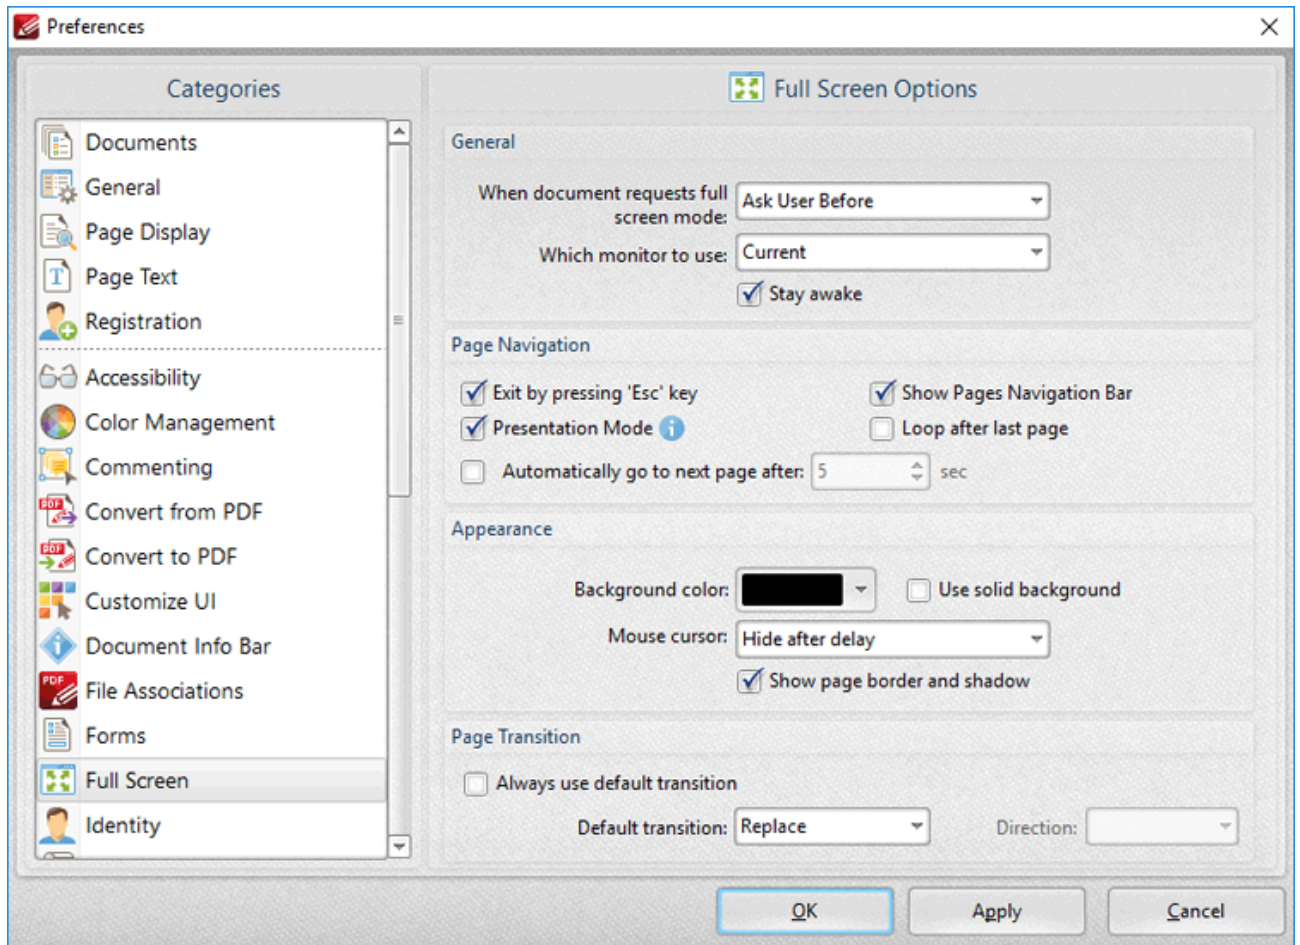 Preferences
Categories
Documents
General
Page Display
Page Text
Registration
Accessibility
Color Management
Commenting
PDF
Convert from PDF
PDF
Convert to PDF
Customize UI
Document Info Bar
PDF
File Associations
Forms
Full Screen
Identity
Full Screen Options
General
When document requests full
screen mode: Ask User Before
Which monitor to use: Current
Stay awake
Page Navigation
Exit by pressing 'Esc' key
Show Pages Navigation Bar
Presentation Mode
Loop after last page
Automatically go to next page after: 5 sec
Appearance
Background color:
Use solid background
Mouse cursor: Hide after delay
Show page border and shadow
Page Transition
Always use default transition
Default transition: Replace
Direction:
OK
Apply
Cancel